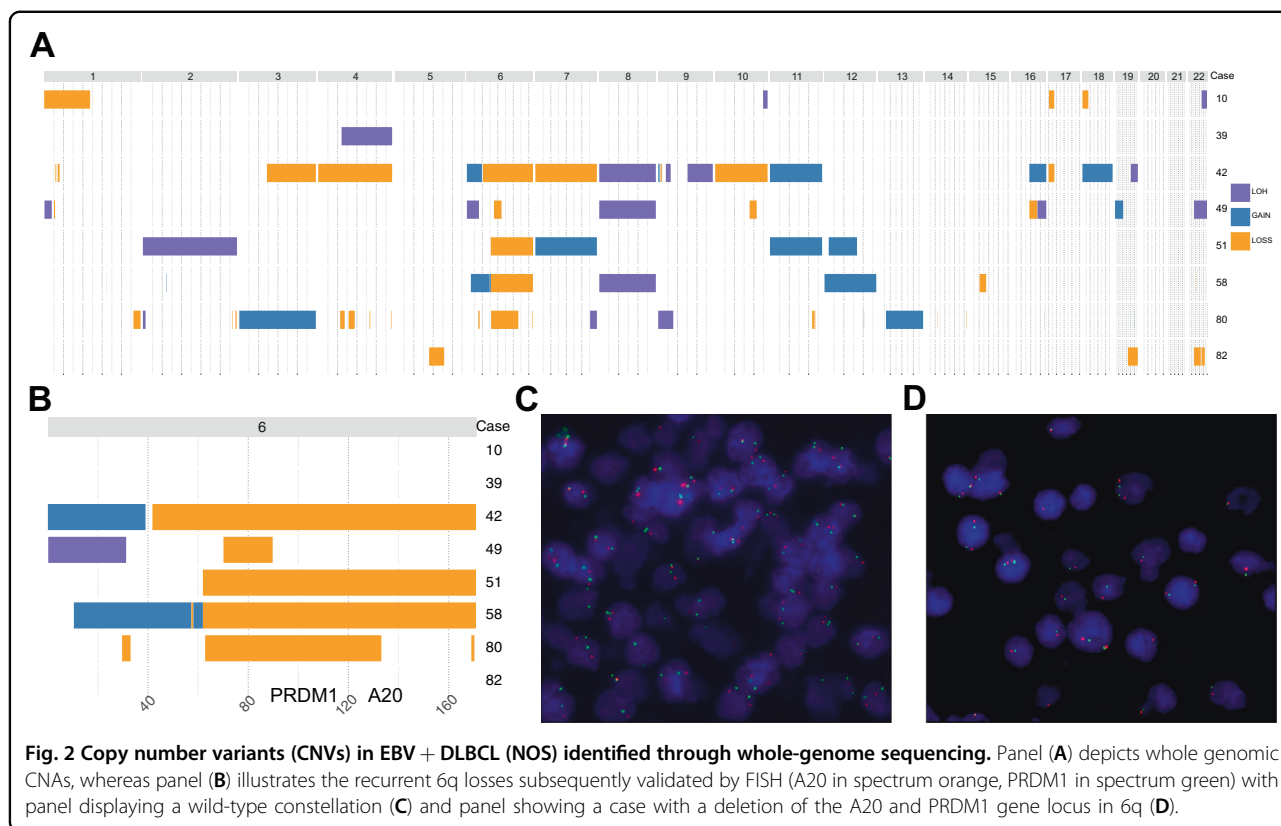 A
1 2 3 4 5 6 7 8 9 10 11 12 13 14 15 16 17 18 19 20 21 22 Case
10
39
42
49
51
58
80
82
LOH
GAIN
LOSS
B
6 Case
10
39
42
49
51
58
80
82
40 80 120 160
PRDM1 A20
C
D
Fig. 2 Copy number variants (CNVs) in EBV + DLBCL (NOS) identified through whole-genome sequencing. Panel (A) depicts whole genomic
CNAs, whereas panel (B) illustrates the recurrent 6q losses subsequently validated by FISH (A20 in spectrum orange, PRDM1 in spectrum green) with
panel displaying a wild-type constellation (C) and panel showing a case with a deletion of the A20 and PRDM1 gene locus in 6q (D).